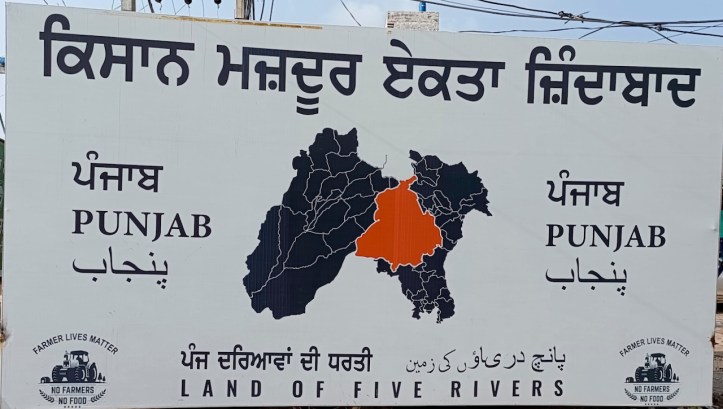 ਕਿਸਾਨ ਮਜ਼ਦੂਰ ਏਕਤਾ ਜ਼ਿੰਦਾਬਾਦ
ਪੰਜਾਬ
PUNJAB
پنجاب
ਪੰਜਾਬ
PUNJAB
پنجاب
FARMER LIVES MATTER
NO FARMERS
NO FOOD
ਪੰਜ ਦਰਿਆਵਾਂ ਦੀ ਧਰਤੀ پانچ دریاؤں کی زمین
LAND OF FIVE RIVERS
FARMER LIVES MATTER
NO FARMERS
NO FOOD